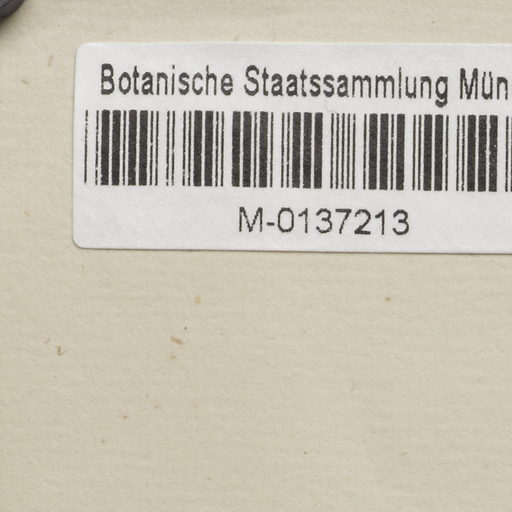 Botanische Staatssammlung Mün
M-0137213